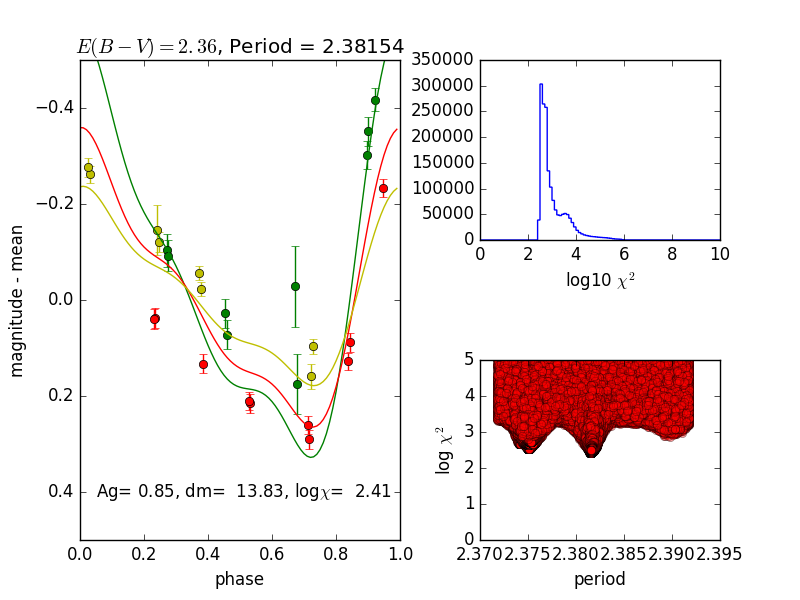 E(B − V) = 2.36, Period = 2.38154
magnitude - mean
−0.4
−0.2
0.0
0.2
0.4
Ag= 0.85, dm=  13.83, logχ=  2.41
0.0 0.2 0.4 0.6 0.8 1.0
phase
350000
300000
250000
200000
150000
100000
50000
0
0 2 4 6 8 10
log10 χ²
log χ²
5
4
3
2
1
0
2.370 2.375 2.380 2.385 2.390 2.395
period